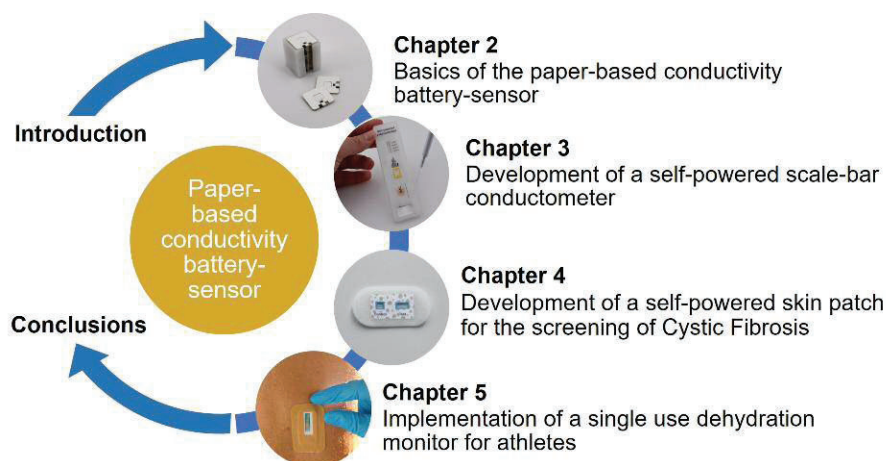 Chapter 2
Basics of the paper-based conductivity
battery-sensor
Introduction
Chapter 3
Development of a self-powered scale-bar
conductometer
Paper-
based
conductivity
battery-
sensor
Chapter 4
Development of a self-powered skin patch
for the screening of Cystic Fibrosis
Conclusions
Chapter 5
Implementation of a single use dehydration
monitor for athletes